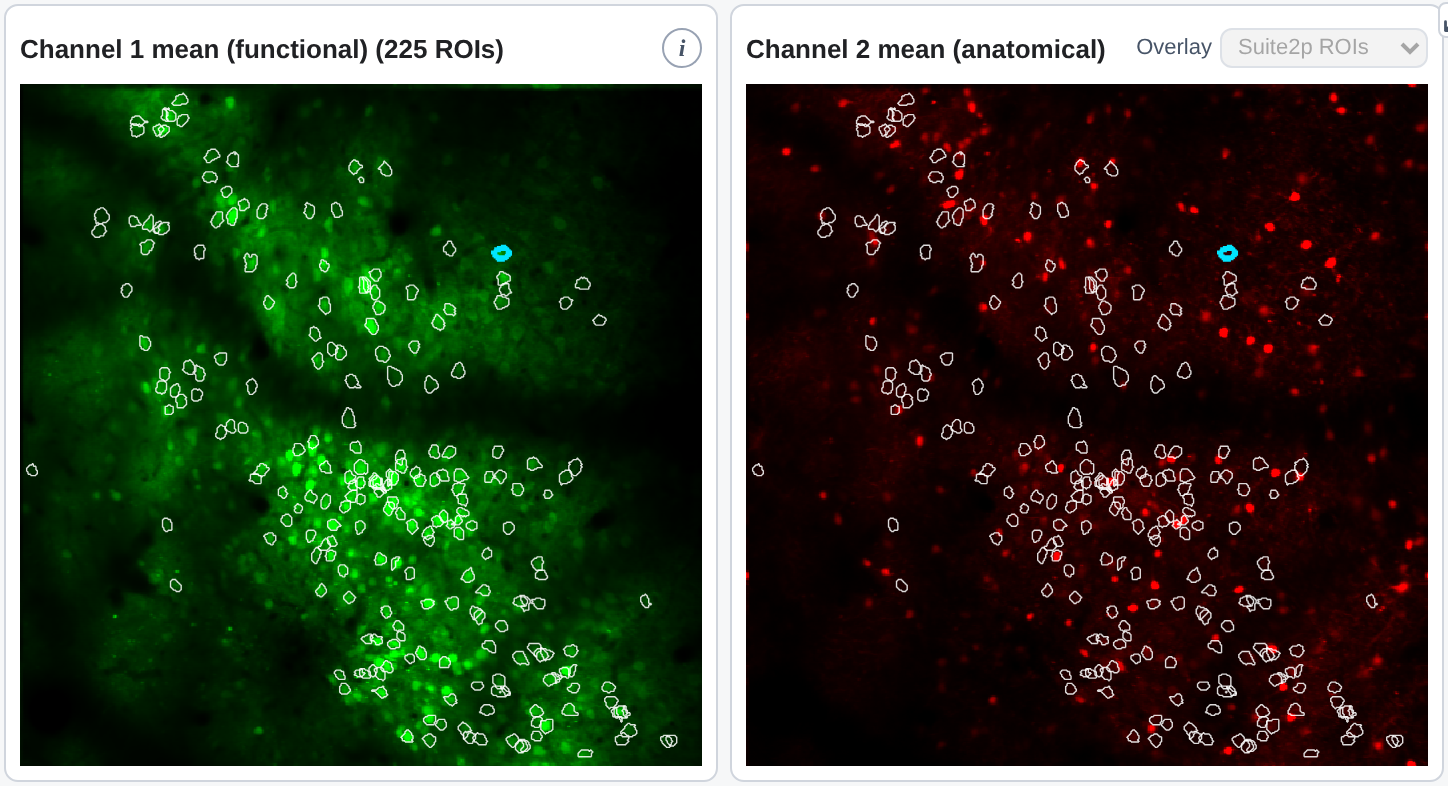 Channel 1 mean (functional) (225 ROIs)
i
Channel 2 mean (anatomical)
Overlay
Suite2p ROIs